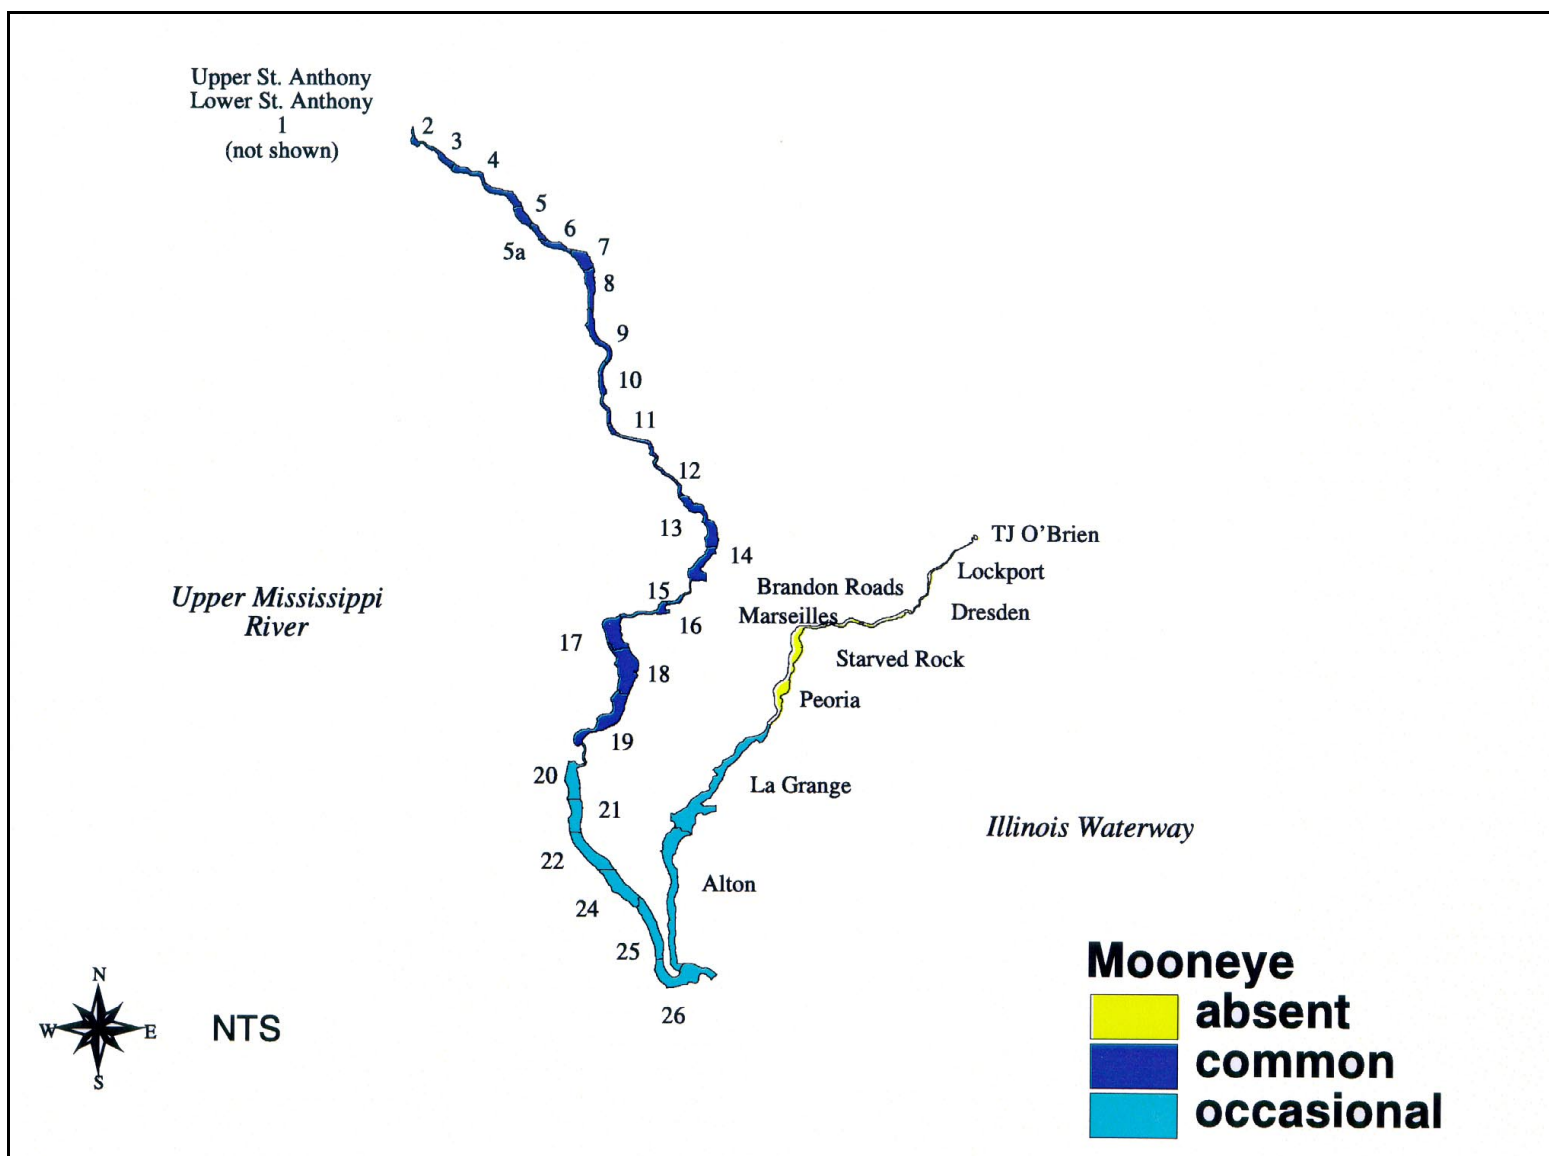 Upper St. Anthony
Lower St. Anthony
1
(not shown)
2
3
4
5
6
5a
7
8
9
10
11
12
13
14
15
16
17
18
19
20
21
22
24
25
26
TJ O'Brien
Lockport
Brandon Roads
Dresden
Marseilles
Starved Rock
Peoria
La Grange
Alton
Upper Mississippi
River
Illinois Waterway
N
W
E
S
NTS
Mooneye
absent
common
occasional